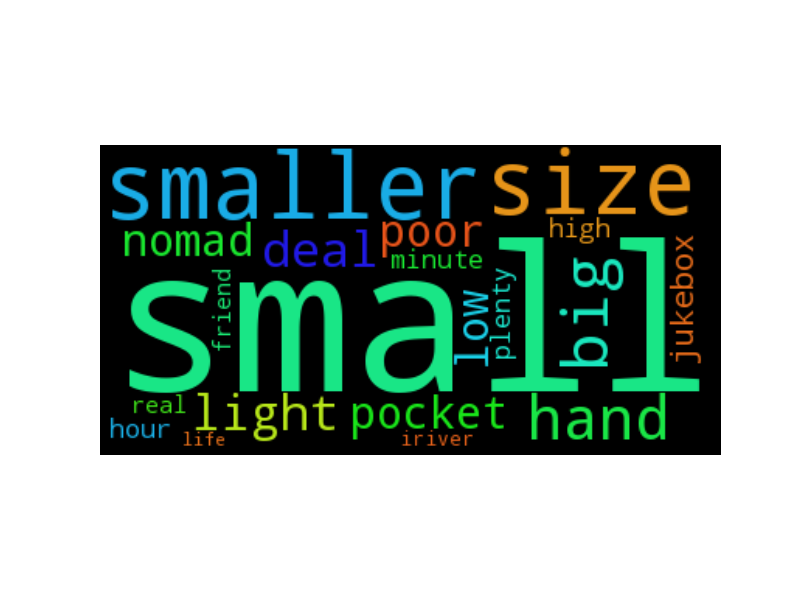 smaller size
nomad deal poor high
minute
small
friend
low
plenty
big
jukebox
real light pocket hand
hour life iriver